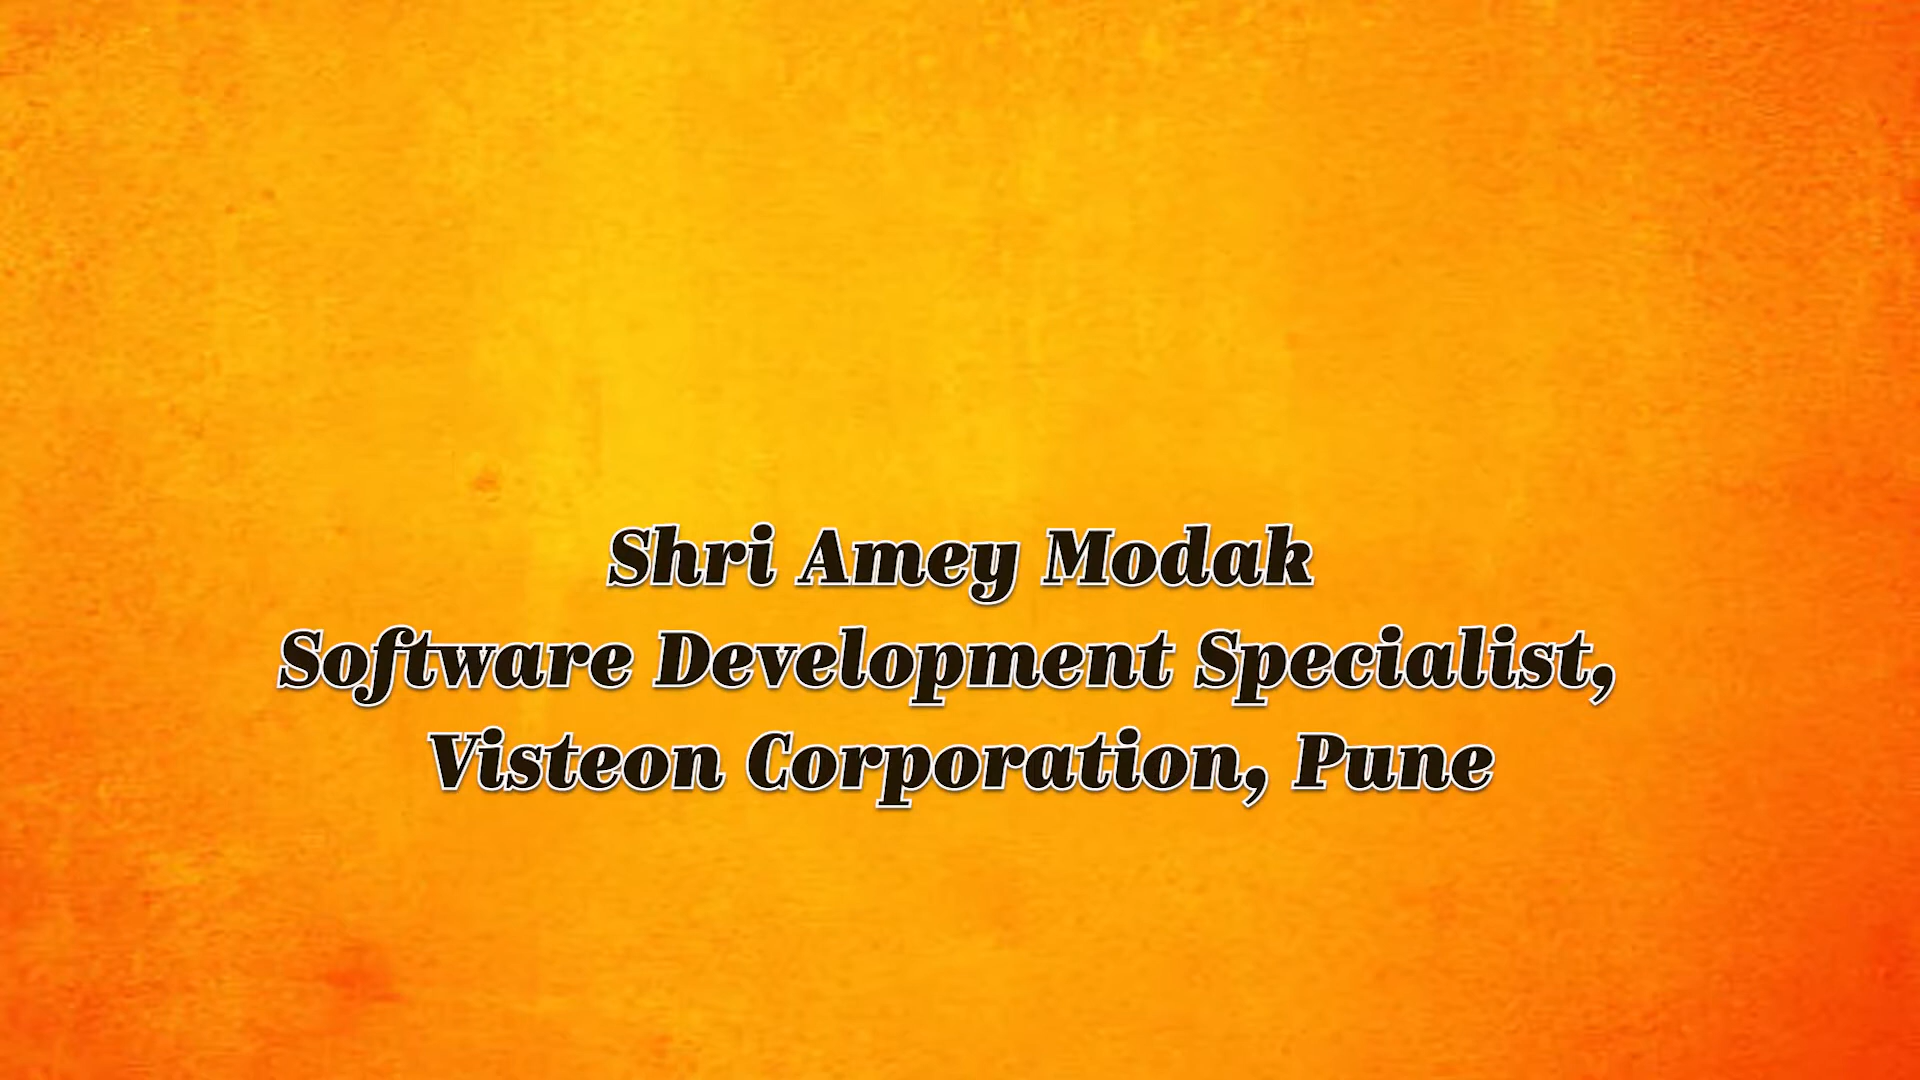 Shri Amey Modak
Software Development Specialist,
Visteon Corporation, Pune